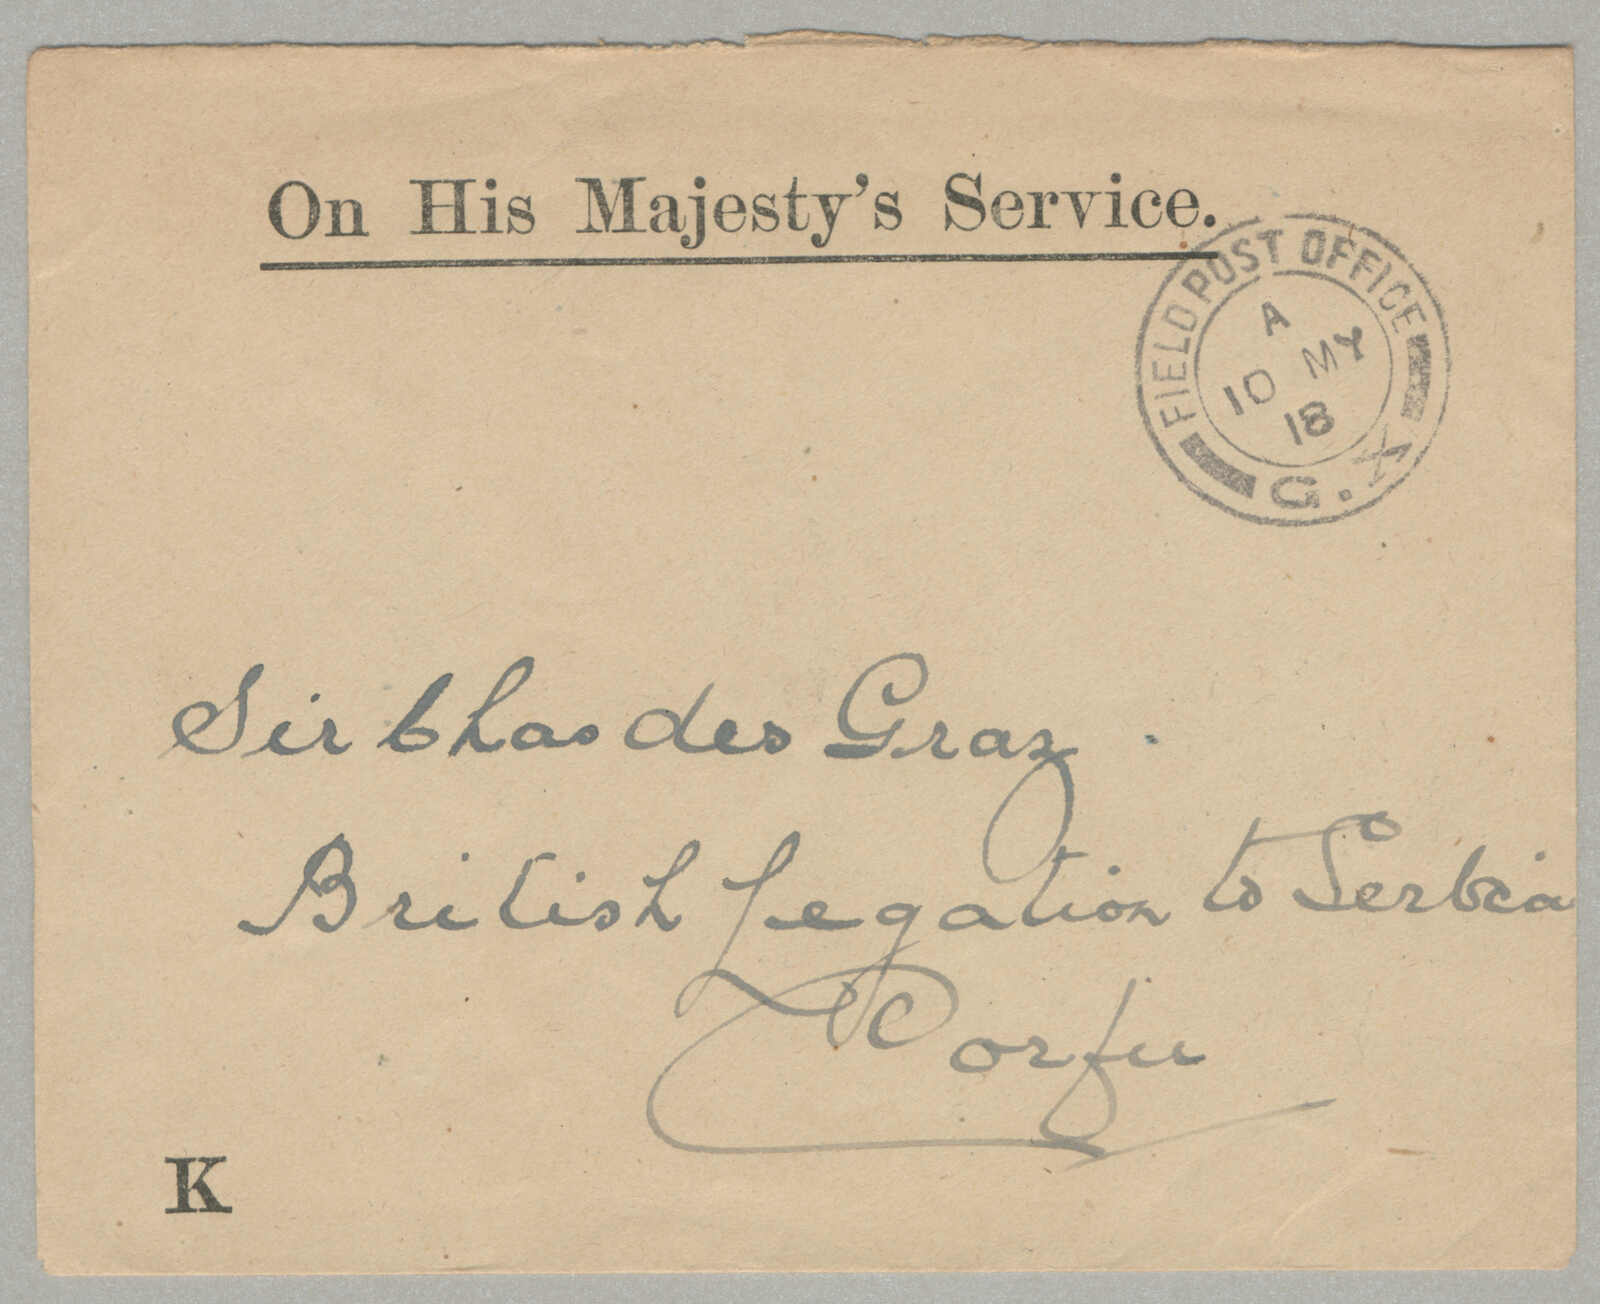 On His Majesty's Service.
FIELD POST OFFICE
A
10 MY
18
G.X
Sir Chas des Graz.
British Legation to Serbia
Corfu
K